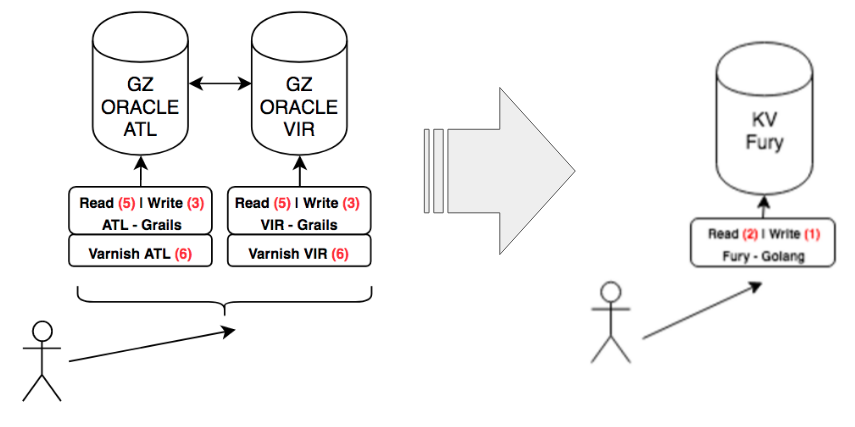 GZ
ORACLE
ATL
GZ
ORACLE
VIR
Read (5) | Write (3)
ATL - Grails
Varnish ATL (6)
Read (5) | Write (3)
VIR - Grails
Varnish VIR (6)
KV
Fury
Read (2) | Write (1)
Fury - Golang